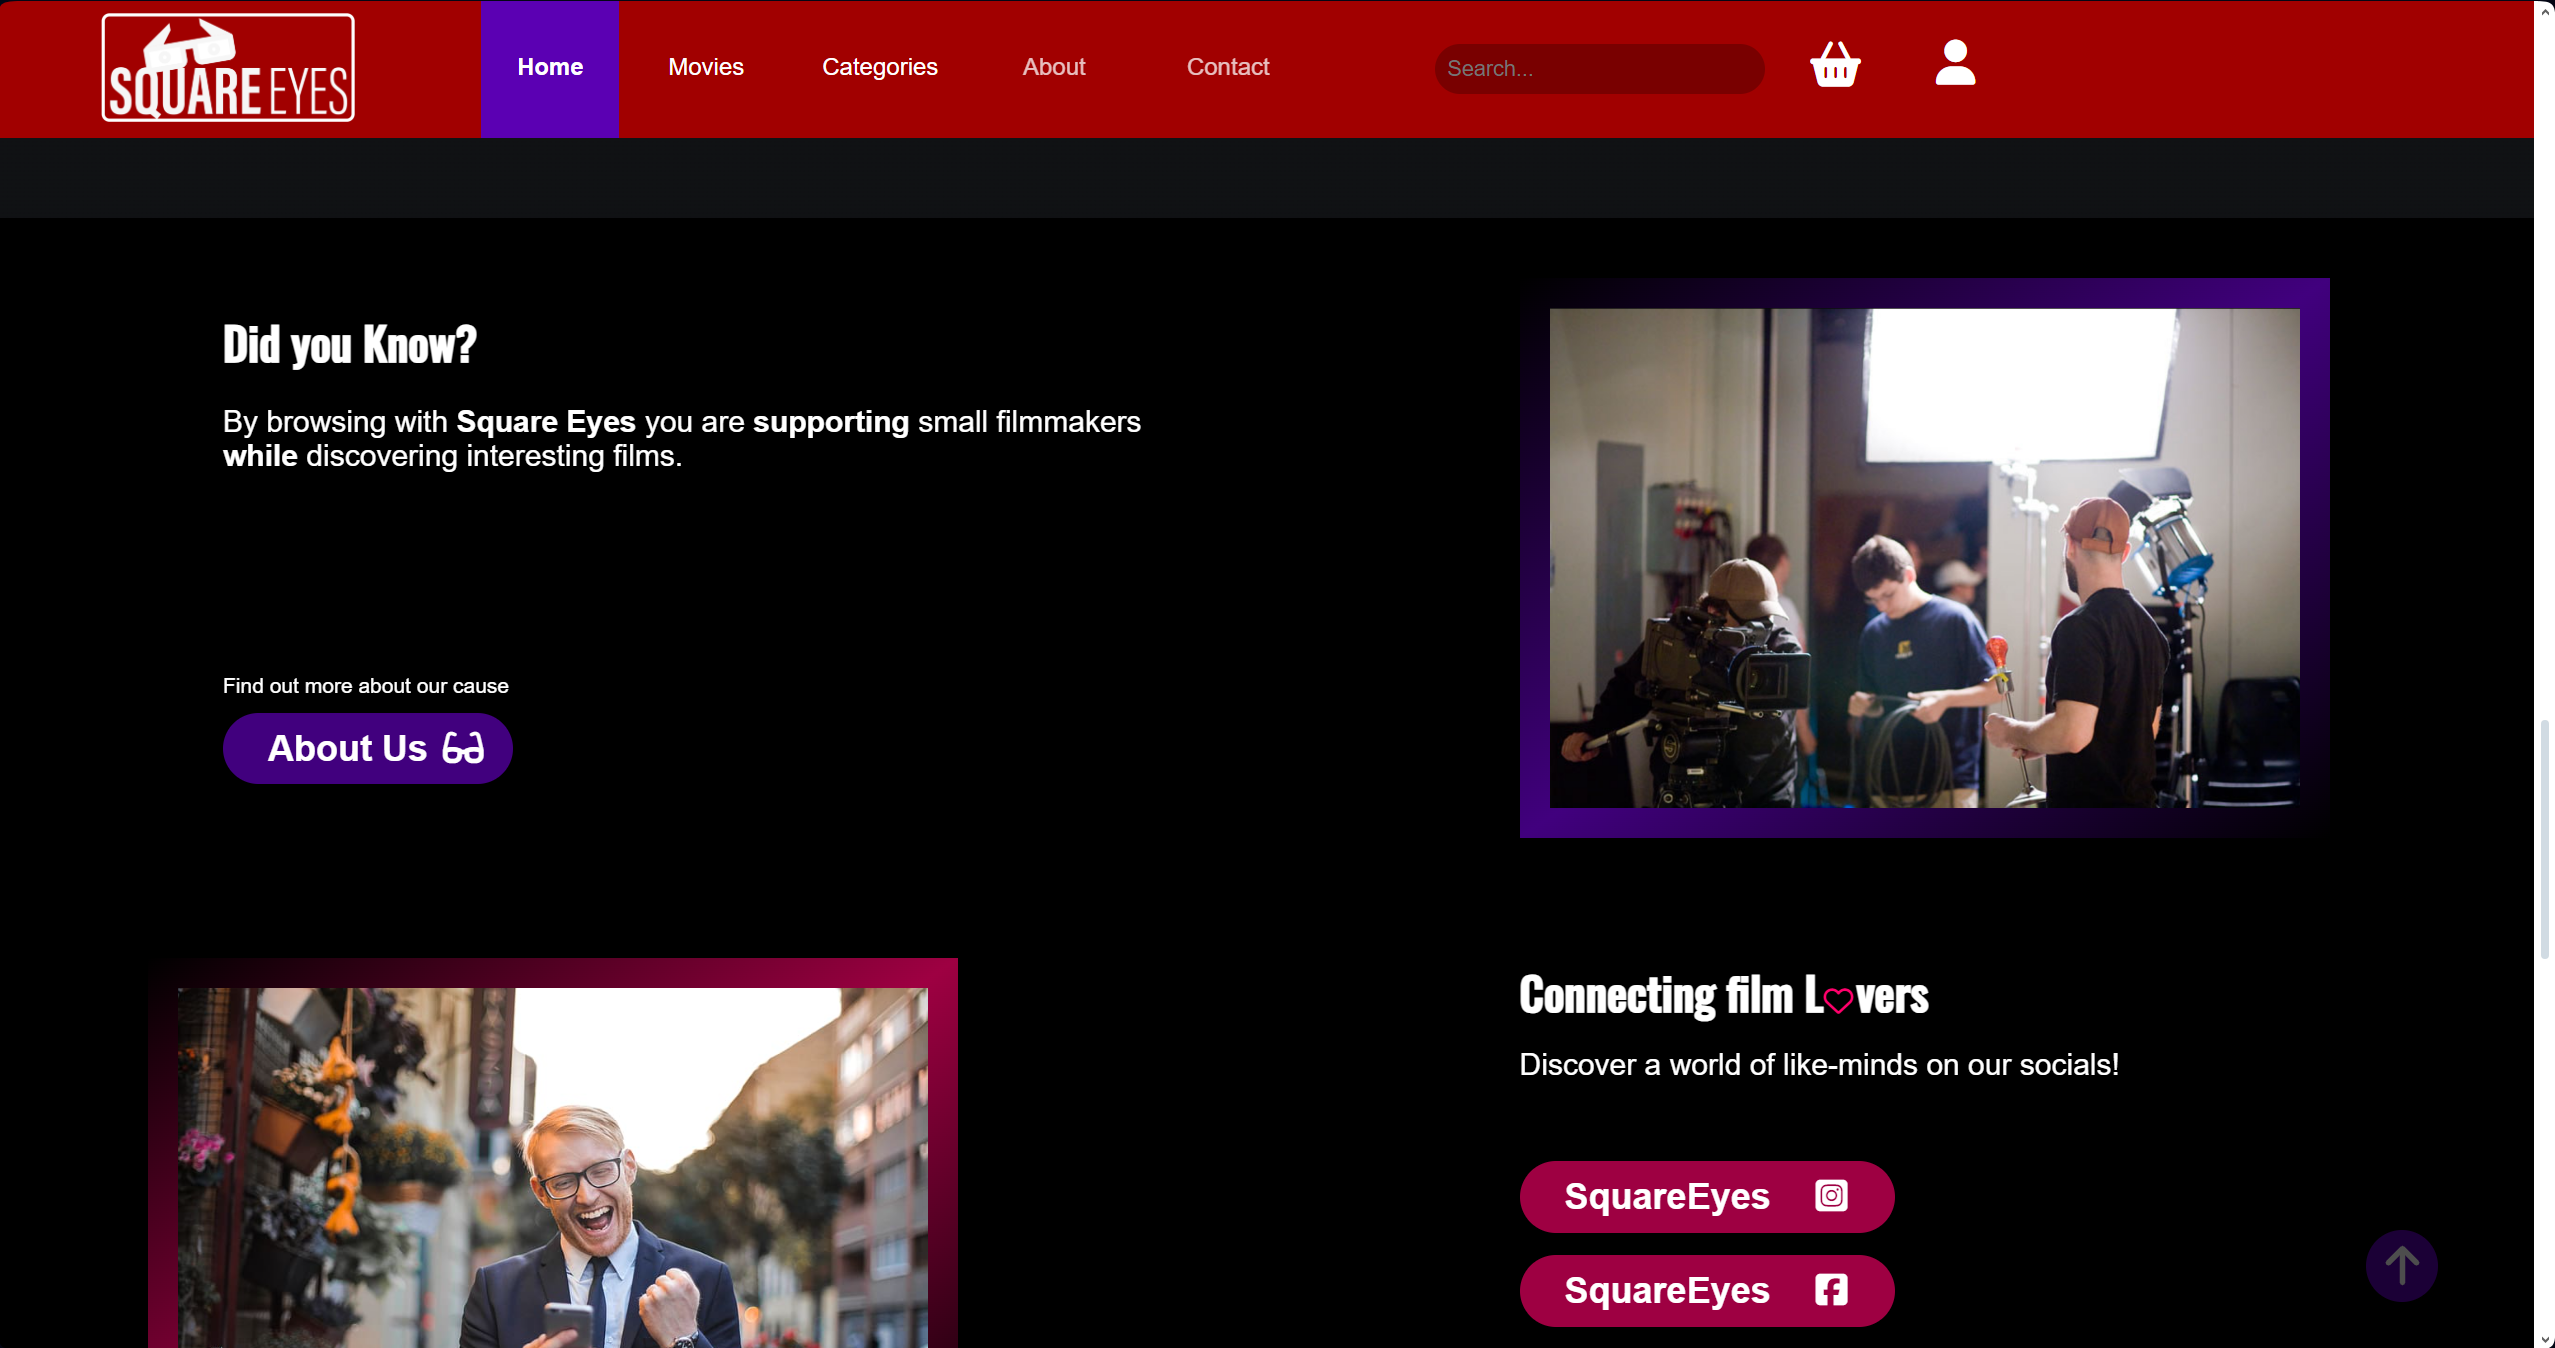 SQUARE EYES
Home
Movies
Categories
About
Contact
Search...
Did you Know?
By browsing with Square Eyes you are supporting small filmmakers
while discovering interesting films.
Find out more about our cause
About Us
Connecting film L♡vers
Discover a world of like-minds on our socials!
SquareEyes
SquareEyes